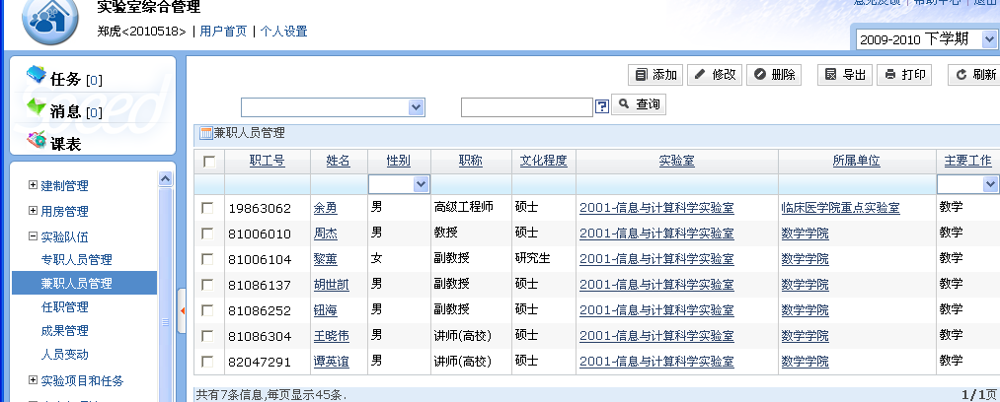 实验室综合管理
意见反馈 | 帮助中心 | 退出
郑虎<2010518> | 用户首页 | 个人设置
2009-2010 下学期
任务 [0]
消息 [0]
课表
添加 修改 删除 导出 打印 刷新
? 查询
兼职人员管理
职工号 姓名 性别 职称 文化程度 实验室 所属单位 主要工作
19863062 余勇 男 高级工程师 硕士 2001-信息与计算科学实验室 临床医学院重点实验室 教学
81006010 周杰 男 教授 硕士 2001-信息与计算科学实验室 数学学院 教学
81006104 黎薰 女 副教授 研究生 2001-信息与计算科学实验室 数学学院 教学
81086137 胡世凯 男 副教授 硕士 2001-信息与计算科学实验室 数学学院 教学
81086252 钮海 男 副教授 硕士 2001-信息与计算科学实验室 数学学院 教学
81086304 王晓伟 男 讲师(高校) 硕士 2001-信息与计算科学实验室 数学学院 教学
82047291 谭英谊 男 讲师(高校) 硕士 2001-信息与计算科学实验室 数学学院 教学
共有7条信息,每页显示45条.
1/1页
建制管理
用房管理
实验队伍
专职人员管理
兼职人员管理
任职管理
成果管理
人员变动
实验项目和任务